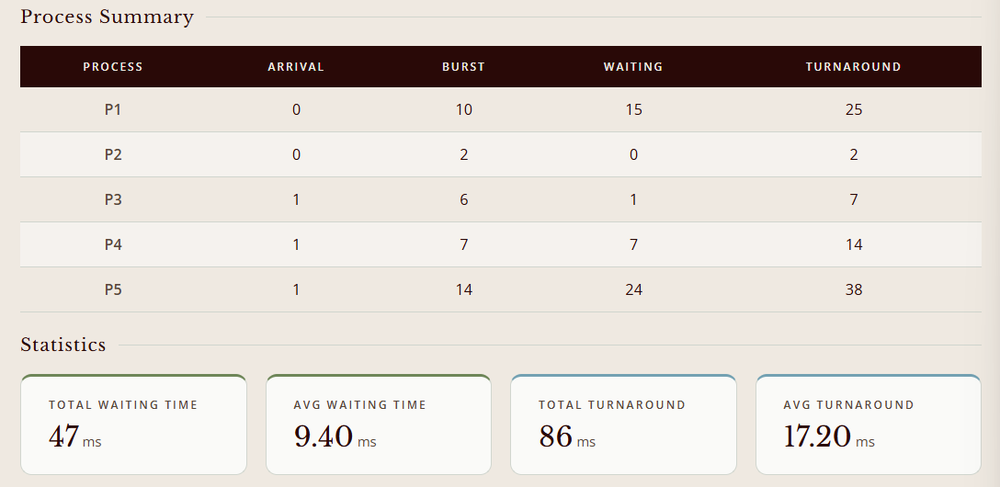 Process Summary
PROCESS ARRIVAL BURST WAITING TURNAROUND
P1 0 10 15 25
P2 0 2 0 2
P3 1 6 1 7
P4 1 7 7 14
P5 1 14 24 38
Statistics
TOTAL WAITING TIME AVG WAITING TIME TOTAL TURNAROUND AVG TURNAROUND
47 ms 9.40 ms 86 ms 17.20 ms